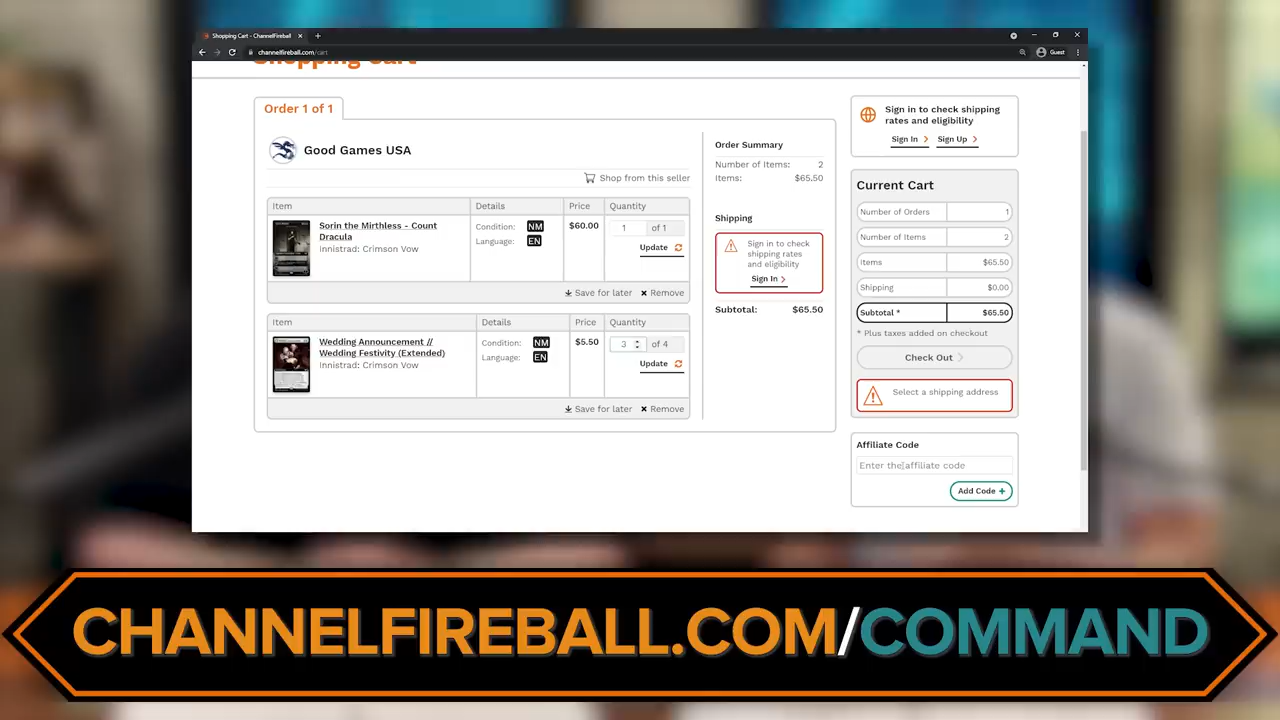 Shopping Cart - ChannelFireball
channelfireball.com/cart
Guest
Shopping Cart
Order 1 of 1
Good Games USA
Shop from this seller
Item Details Price Quantity
Sorin the Mirthless - Count
Dracula
Innistrad: Crimson Vow
Condition: NM
Language: EN
$60.00
1 of 1
Update
Save for later Remove
Item Details Price Quantity
Wedding Announcement //
Wedding Festivity (Extended)
Innistrad: Crimson Vow
Condition: NM
Language: EN
$5.50
3 of 4
Update
Save for later Remove
Order Summary
Number of Items: 2
Items: $65.50
Shipping
Sign in to check
shipping rates
and eligibility
Sign In
Subtotal: $65.50
Sign in to check shipping
rates and eligibility
Sign In Sign Up
Current Cart
Number of Orders 1
Number of Items 2
Items $65.50
Shipping $0.00
Subtotal * $65.50
* Plus taxes added on checkout
Check Out
Select a shipping address
Affiliate Code
Enter the affiliate code
Add Code +
CHANNELFIREBALL.COM/COMMAND